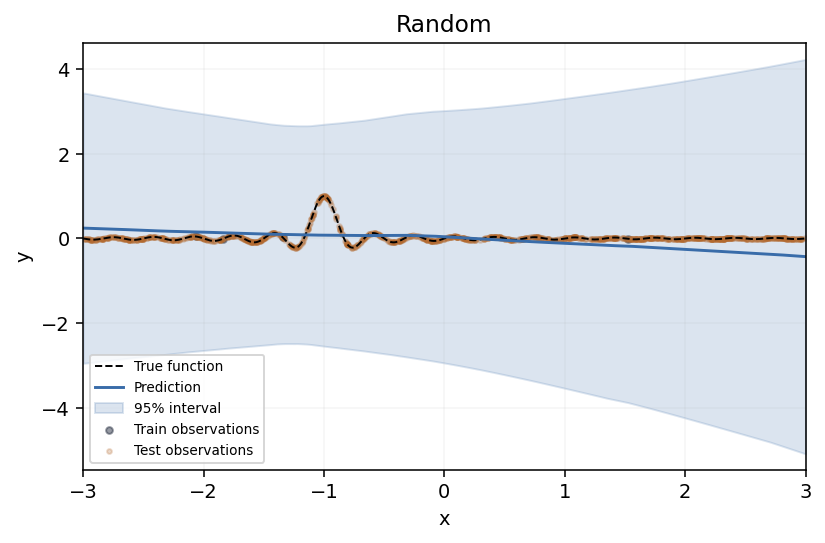 Random
4
2
0
−2
−4
y
True function
Prediction
95% interval
Train observations
Test observations
−3 −2 −1 0 1 2 3
x